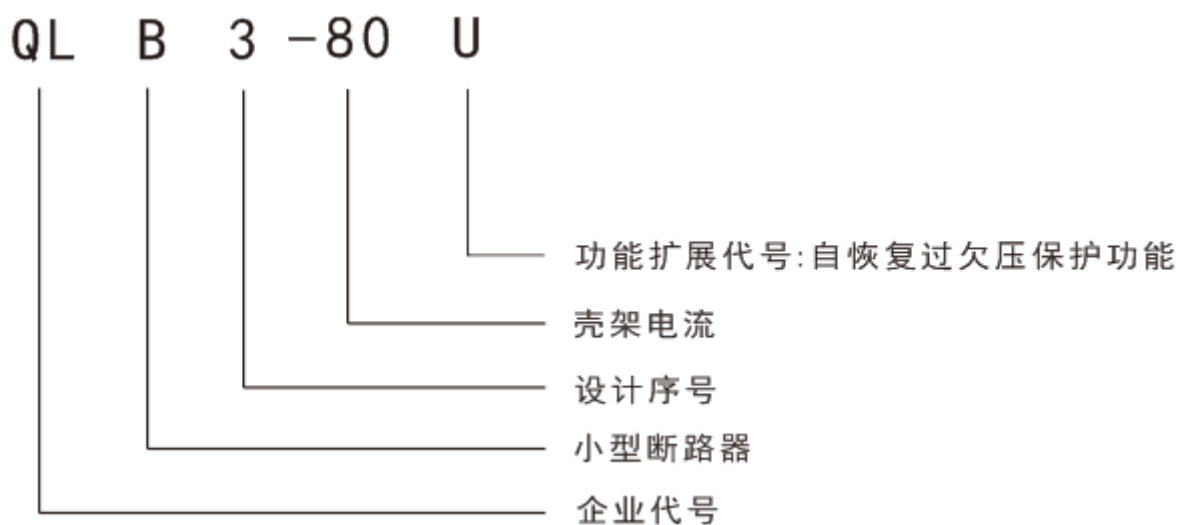 QL B 3 -80 U
功能扩展代号:自恢复过欠压保护功能
壳架电流
设计序号
小型断路器
企业代号